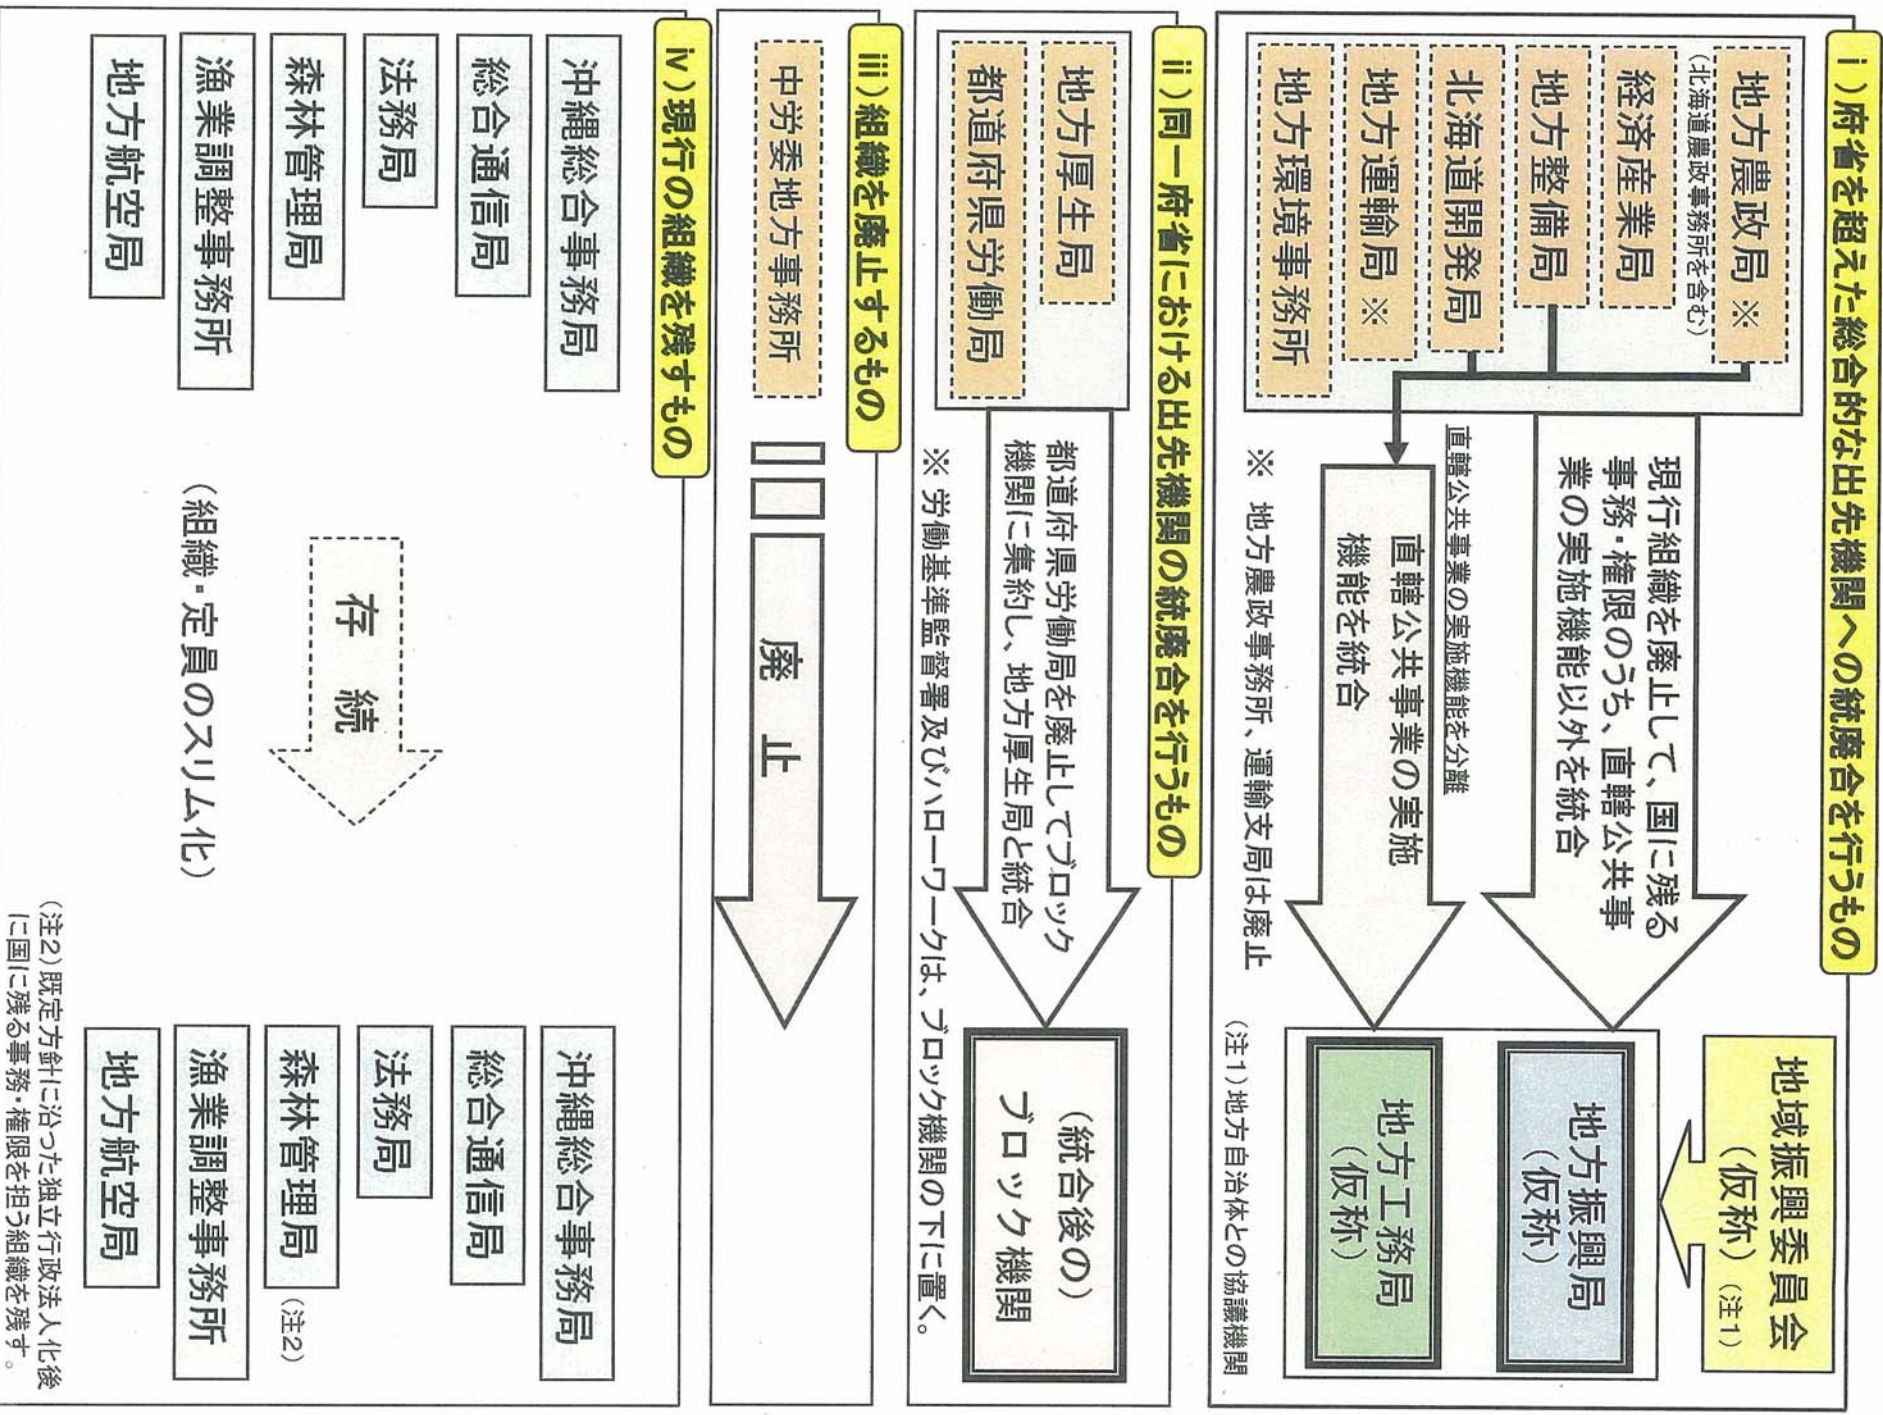 ⅰ）府省を超えた総合的な出先機関への統廃合を行うもの
地方農政局※
（北海道農政事務所を含む）
経済産業局
地方整備局
北海道開発局
地方運輸局※
地方環境事務所
現行組織を廃止して、国に残る
事務・権限のうち、直轄公共事
業の実施機能以外を統合
直轄公共事業の実施機能を分離
直轄公共事業の実施
機能を統合
※ 地方農政事務所、運輸支局は廃止
地域振興委員会
（仮称）（注1）
地方振興局
（仮称）
地方工務局
（仮称）
（注1）地方自治体との協議機関
ⅱ）同一府省における出先機関の統廃合を行うもの
地方厚生局
都道府県労働局
都道府県労働局を廃止してブロック
機関に集約し、地方厚生局と統合
※ 労働基準監督署及びハローワークは、ブロック機関の下に置く。
（統合後の）
ブロック機関
ⅲ）組織を廃止するもの
中労委地方事務所
廃 止
ⅳ）現行の組織を残すもの
沖縄総合事務局
総合通信局
法務局
森林管理局
漁業調整事務所
地方航空局
存 続
（組織・定員のスリム化）
沖縄総合事務局
総合通信局
法務局
森林管理局（注2）
漁業調整事務所
地方航空局
（注2）既定方針に沿った独立行政法人化後
に国に残る事務・権限を担う組織を残す。